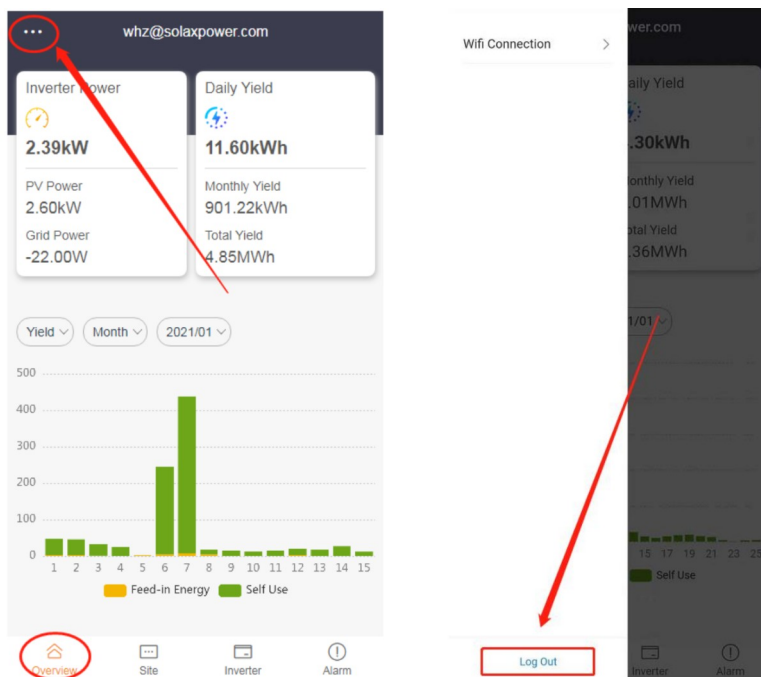 whz@solaxpower.com
Inverter Power
2.39kW
PV Power
2.60kW
Grid Power
-22.00W
Daily Yield
11.60kWh
Monthly Yield
901.22kWh
Total Yield
4.85MWh
Yield
Month
2021/01
500
400
300
200
100
0
1 2 3 4 5 6 7 8 9 10 11 12 13 14 15
Feed-in Energy Self Use
Overview Site Inverter Alarm
Wifi Connection
wer.com
aily Yield
.30kWh
onthly Yield
.01MWh
otal Yield
.36MWh
1/01
15 17 19 21 23 25
Self Use
Log Out
Inverter Alarm